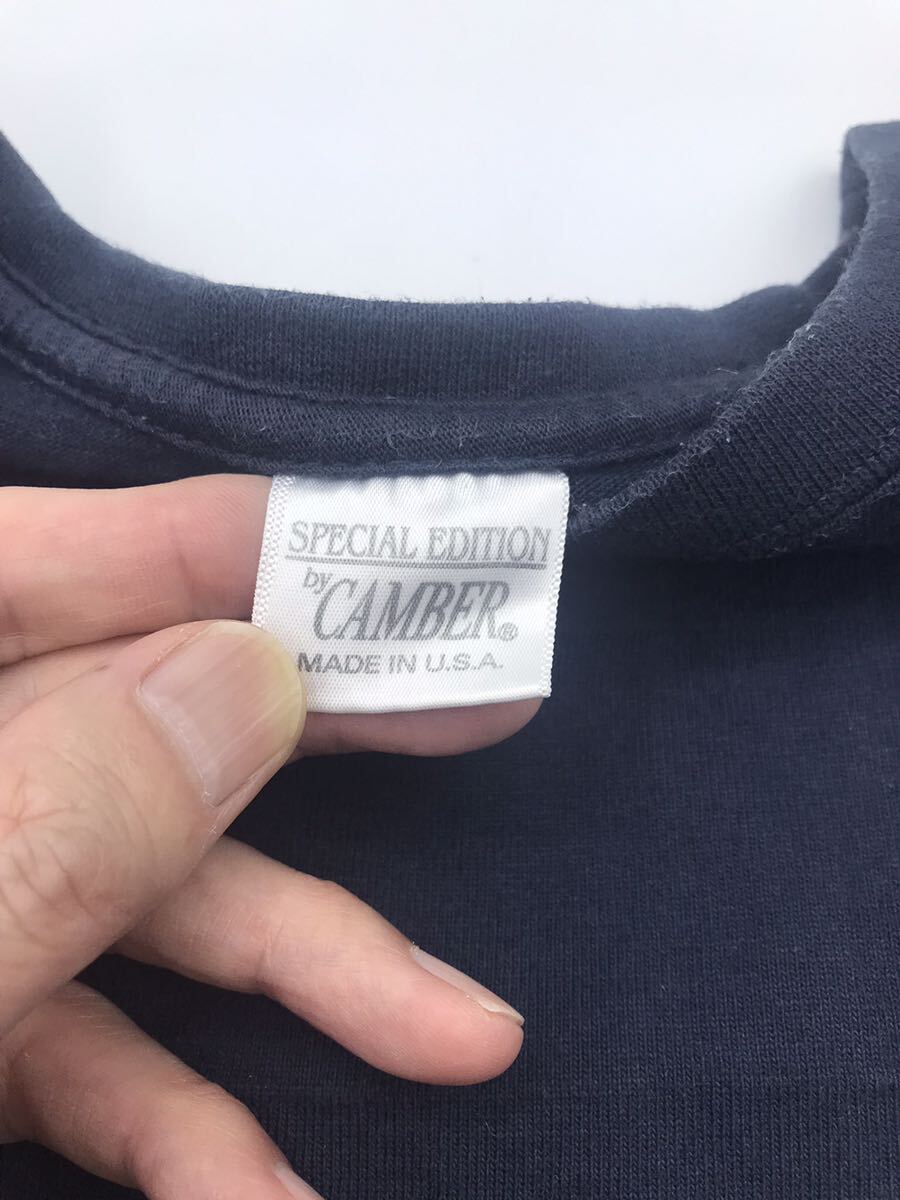 SPECIAL EDITION
by CAMBER®
MADE IN U.S.A.